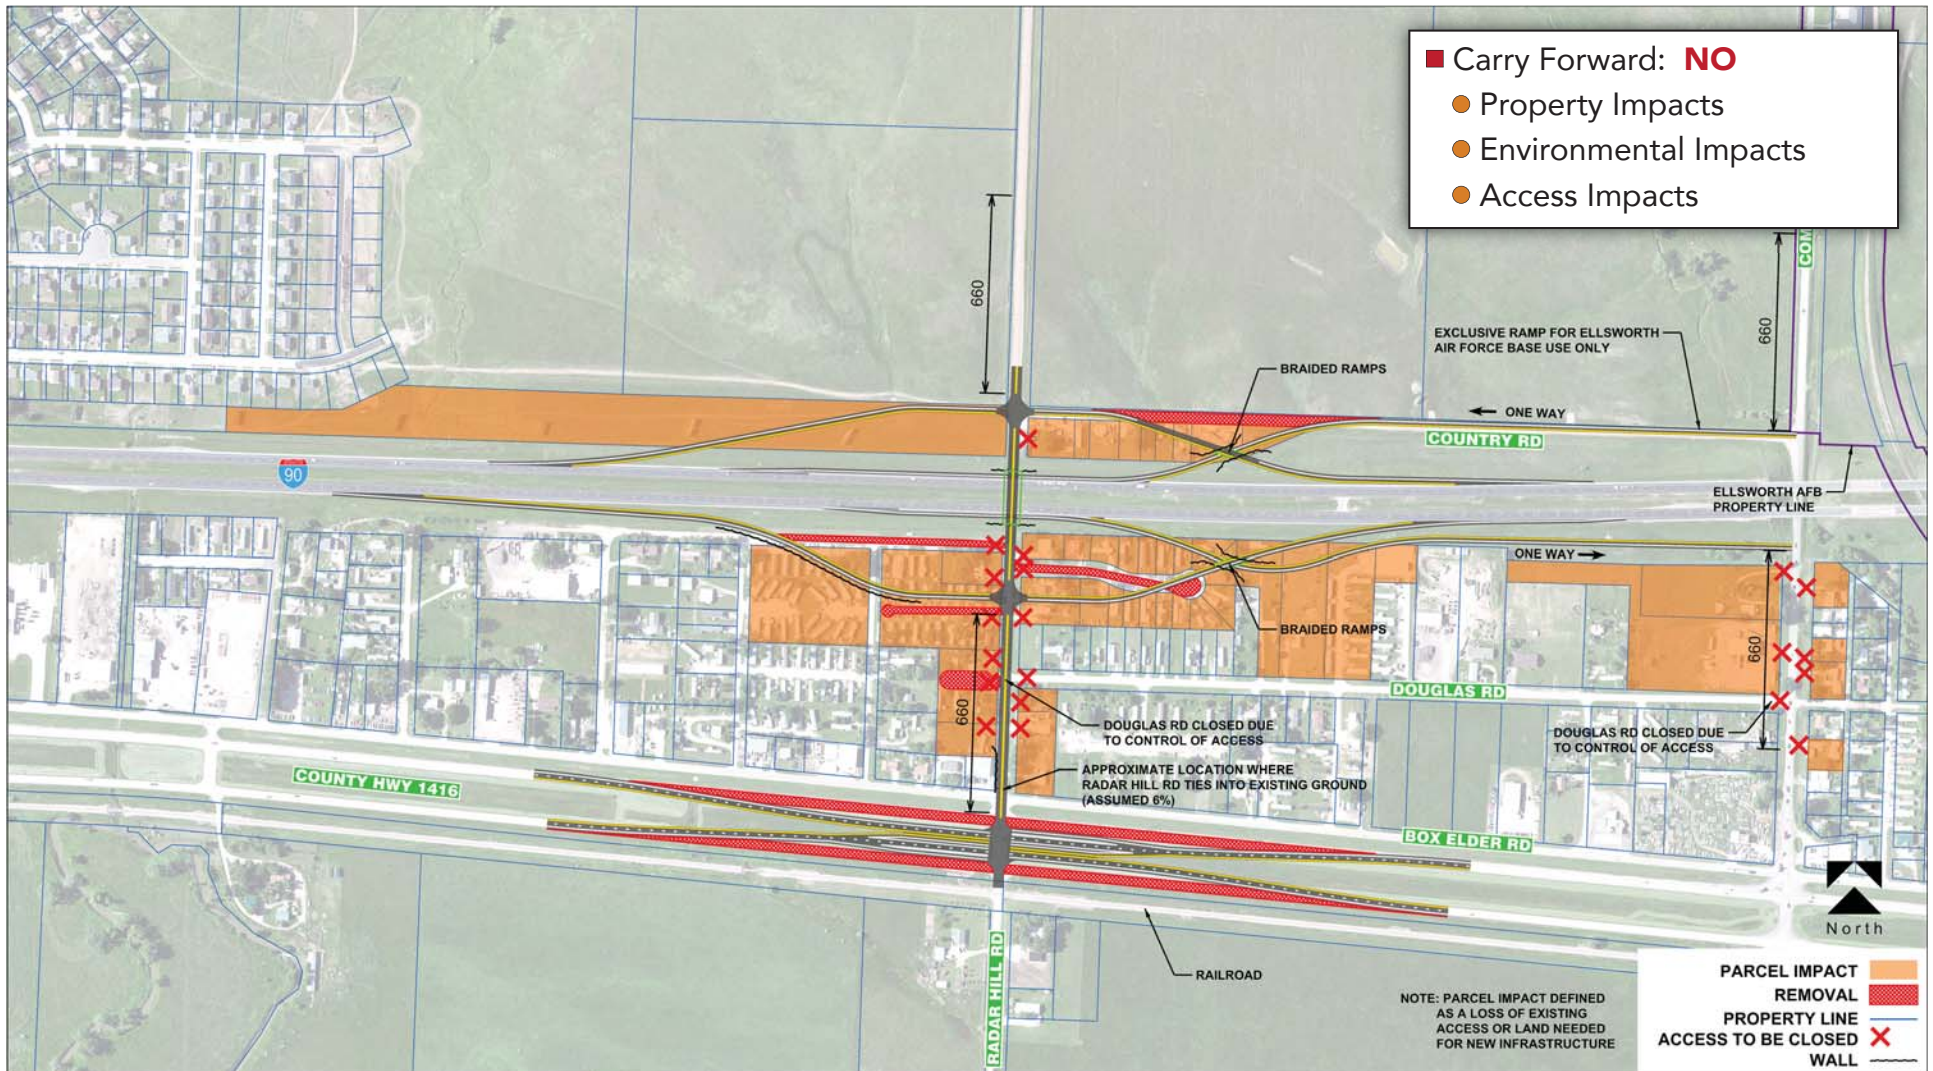 Carry Forward: NO
Property Impacts
Environmental Impacts
Access Impacts
660
COM
660
EXCLUSIVE RAMP FOR ELLSWORTH
AIR FORCE BASE USE ONLY
BRAIDED RAMPS
ONE WAY
COUNTRY RD
90
ELLSWORTH AFB
PROPERTY LINE
ONE WAY
BRAIDED RAMPS
660
DOUGLAS RD
660
DOUGLAS RD CLOSED DUE
TO CONTROL OF ACCESS
DOUGLAS RD CLOSED DUE
TO CONTROL OF ACCESS
APPROXIMATE LOCATION WHERE
RADAR HILL RD TIES INTO EXISTING GROUND
(ASSUMED 6%)
COUNTY HWY 1416
BOX ELDER RD
North
RADAR HILL RD
RAILROAD
NOTE: PARCEL IMPACT DEFINED
AS A LOSS OF EXISTING
ACCESS OR LAND NEEDED
FOR NEW INFRASTRUCTURE
PARCEL IMPACT
REMOVAL
PROPERTY LINE
ACCESS TO BE CLOSED
WALL